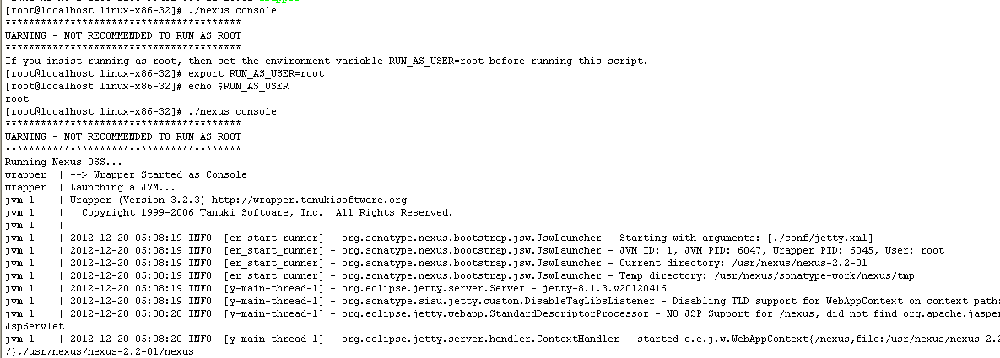 [root@localhost linux-x86-32]# ./nexus console
****************************************
WARNING - NOT RECOMMENDED TO RUN AS ROOT
****************************************
If you insist running as root, then set the environment variable RUN_AS_USER=root before running this script.
[root@localhost linux-x86-32]# export RUN_AS_USER=root
[root@localhost linux-x86-32]# echo $RUN_AS_USER
root
[root@localhost linux-x86-32]# ./nexus console
****************************************
WARNING - NOT RECOMMENDED TO RUN AS ROOT
****************************************
Running Nexus OSS...
wrapper  | --> Wrapper Started as Console
wrapper  | Launching a JVM...
jvm 1    | Wrapper (Version 3.2.3) http://wrapper.tanukisoftware.org
jvm 1    |   Copyright 1999-2006 Tanuki Software, Inc.  All Rights Reserved.
jvm 1    |
jvm 1    | 2012-12-20 05:08:19 INFO  [er_start_runner] - org.sonatype.nexus.bootstrap.jsw.JswLauncher - Starting with arguments: [./conf/jetty.xml]
jvm 1    | 2012-12-20 05:08:19 INFO  [er_start_runner] - org.sonatype.nexus.bootstrap.jsw.JswLauncher - JVM ID: 1, JVM PID: 6047, Wrapper PID: 6045, User: root
jvm 1    | 2012-12-20 05:08:19 INFO  [er_start_runner] - org.sonatype.nexus.bootstrap.jsw.JswLauncher - Current directory: /usr/nexus/nexus-2.2-01
jvm 1    | 2012-12-20 05:08:19 INFO  [er_start_runner] - org.sonatype.nexus.bootstrap.jsw.JswLauncher - Temp directory: /usr/nexus/sonatype-work/nexus/tmp
jvm 1    | 2012-12-20 05:08:19 INFO  [y-main-thread-1] - org.eclipse.jetty.server.Server - jetty-8.1.3.v20120416
jvm 1    | 2012-12-20 05:08:19 INFO  [y-main-thread-1] - org.sonatype.sisu.jetty.custom.DisableTagLibsListener - Disabling TLD support for WebAppContext on context path:
jvm 1    | 2012-12-20 05:08:20 INFO  [y-main-thread-1] - org.eclipse.jetty.webapp.StandardDescriptorProcessor - NO JSP Support for /nexus, did not find org.apache.jasper
JspServlet
jvm 1    | 2012-12-20 05:08:20 INFO  [y-main-thread-1] - org.eclipse.jetty.server.handler.ContextHandler - started o.e.j.w.WebAppContext{/nexus,file:/usr/nexus/nexus-2.2
/},/usr/nexus/nexus-2.2-01/nexus